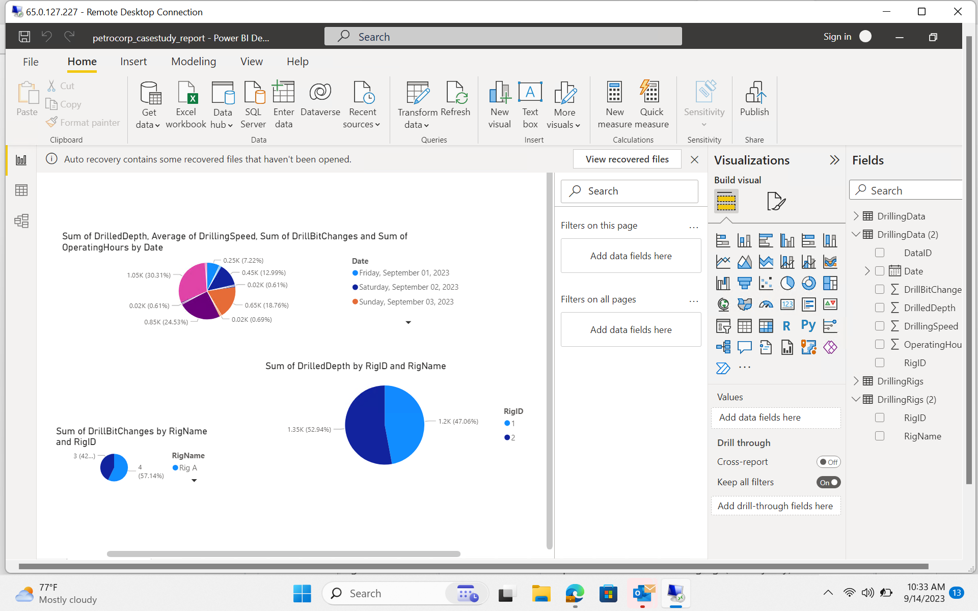 65.0.127.227 - Remote Desktop Connection
petrocorp_casestudy_report - Power BI De...
Search
Sign in
File
Home
Insert
Modeling
View
Help
Paste
Cut
Copy
Format painter
Clipboard
Get data
Excel workbook
Data hub
SQL Server
Enter data
Dataverse
Recent sources
Data
Transform data
Refresh
Queries
New visual
Text box
More visuals
Insert
New measure
Quick measure
Calculations
Sensitivity
Sensitivity
Publish
Share
Auto recovery contains some recovered files that haven't been opened.
View recovered files
Sum of DrilledDepth, Average of DrillingSpeed, Sum of DrillBitChanges and Sum of
OperatingHours by Date
0.25K (7.22%)
0.45K (12.99%)
0.02K (0.61%)
0.65K (18.76%)
0.02K (0.69%)
0.85K (24.53%)
0.02K (0.61%)
1.05K (30.31%)
Date
Friday, September 01, 2023
Saturday, September 02, 2023
Sunday, September 03, 2023
Sum of DrilledDepth by RigID and RigName
1.35K (52.94%)
1.2K (47.06%)
RigID
1
2
Sum of DrillBitChanges by RigName
and RigID
3 (42...)
4
(57.14%)
RigName
Rig A
Search
Filters on this page
...
Add data fields here
Filters on all pages
...
Add data fields here
Visualizations
Build visual
123
R
Py
...
Values
Add data fields here
Drill through
Cross-report
Off
Keep all filters
On
Add drill-through fields here
Fields
Search
DrillingData
DrillingData (2)
DataID
Date
DrillBitChange
DrilledDepth
DrillingSpeed
OperatingHou
RigID
DrillingRigs
DrillingRigs (2)
RigID
RigName
77°F
Mostly cloudy
Search
10:33 AM
9/14/2023
13